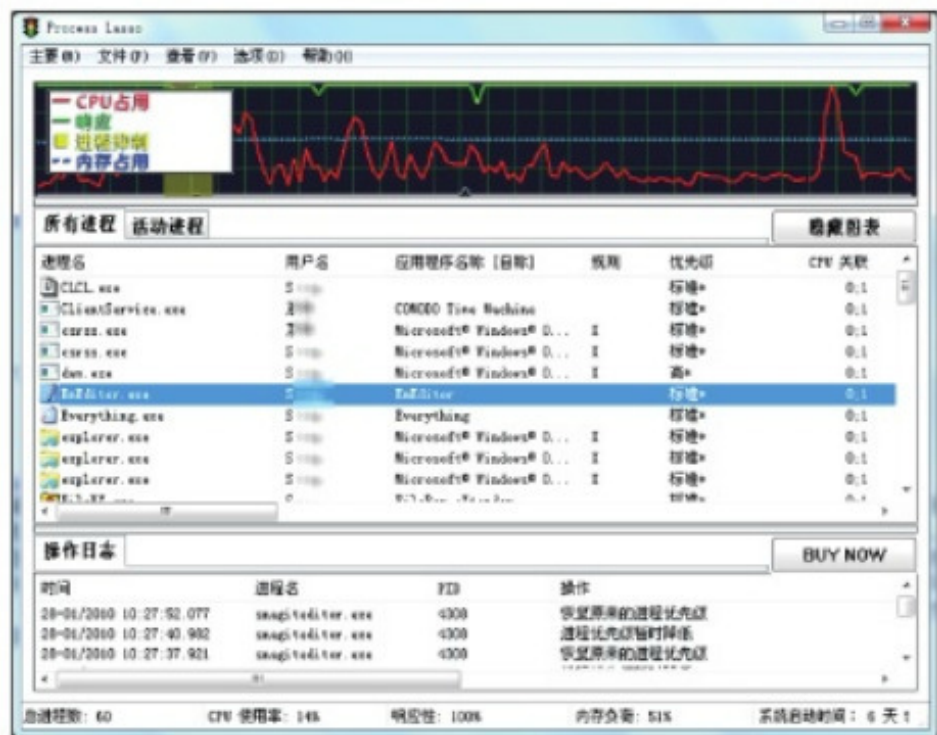 Process Lasso
主要(M) 文件(F) 查看(V) 选项(O) 帮助(H)
CPU占用
响应
进程抑制
内存占用
所有进程 活动进程 隐藏图表
进程名 用户名 应用程序名称 [自称] 规则 优先级 CPU 关联
CLCL.exe S 标准* 0;1
ClientService.exe COMODO Time Machine 标准* 0;1
csrss.exe Microsoft® Windows® O... X 标准* 0;1
csrss.exe S Microsoft® Windows® O... X 标准* 0;1
dwm.exe S Microsoft® Windows® O... X 高* 0;1
EmEditor.exe S EmEditor 标准* 0;1
Everything.exe S Everything 标准* 0;1
explorer.exe S Microsoft® Windows® O... X 标准* 0;1
explorer.exe S Microsoft® Windows® O... X 标准* 0;1
explorer.exe S Microsoft® Windows® O... X 标准* 0;1
操作日志 BUY NOW
时间 进程名 PID 操作
28-01/2010 10:27:52.077 smagiteditor.exe 4308 恢复原来的进程优先级
28-01/2010 10:27:40.982 smagiteditor.exe 4308 进程优先级暂时降低
28-01/2010 10:27:37.921 smagiteditor.exe 4308 恢复原来的进程优先级
总进程数: 60 CPU 使用率: 14% 响应性: 100% 内存负荷: 51% 系统启动时间: 6 天 1